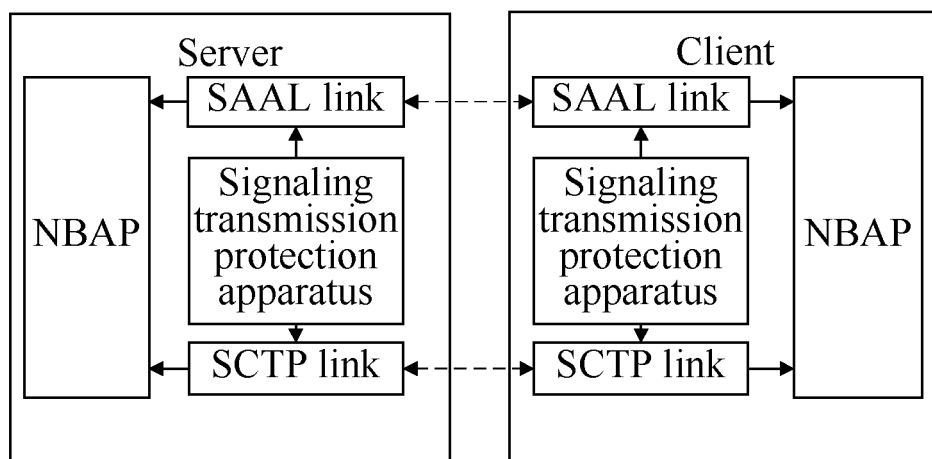 Server
SAAL link
NBAP
Signaling
transmission
protection
apparatus
SCTP link
Client
SAAL link
Signaling
transmission
protection
apparatus
NBAP
SCTP link